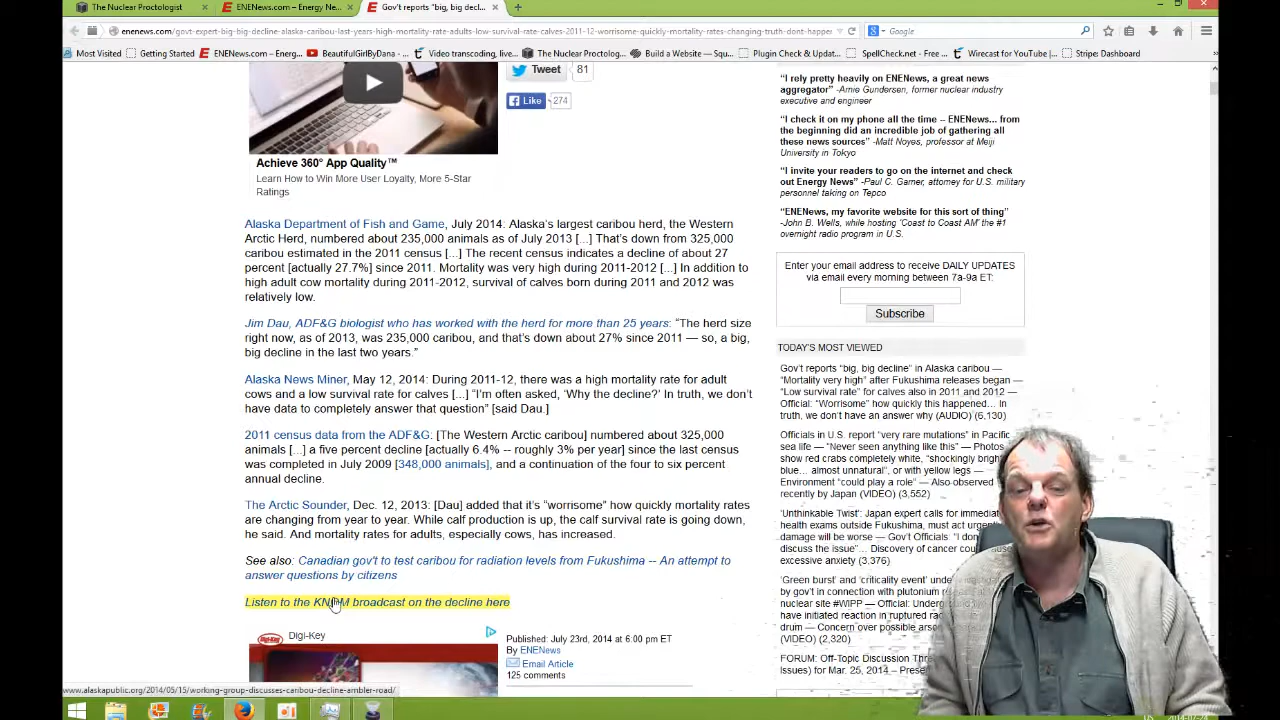 The Nuclear Proctologist
ENENews.com – Energy Ne...
Gov't reports "big, big decl...
enenews.com/govt-expert-big-big-decline-alaska-caribou-last-years-high-mortality-rate-adults-low-survival-rate-calves-2011-12-worrisome-quickly-mortality-rates-changing-truth-dont-happer
Google
Most Visited
Getting Started
ENENews.com – Energ...
BeautifulGirlByDana - ...
Video transcoding, ...
The Nuclear Proctolog...
Build a Website — Squ...
Plugin Check & Updat...
SpellChecker.net - Free...
Wirecast for YouTube |...
Stripe Dashboard
Tweet 81
Like 274
Achieve 360° App Quality™
Learn How to Win More User Loyalty, More 5-Star
Ratings
Alaska Department of Fish and Game, July 2014: Alaska's largest caribou herd, the Western
Arctic Herd, numbered about 235,000 animals as of July 2013 [...] That's down from 325,000
caribou estimated in the 2011 census [...] The recent census indicates a decline of about 27
percent [actually 27.7%] since 2011. Mortality was very high during 2011-2012 [...] In addition to
high adult cow mortality during 2011-2012, survival of calves born during 2011 and 2012 was
relatively low.
Jim Dau, ADF&G biologist who has worked with the herd for more than 25 years: "The herd size
right now, as of 2013, was 235,000 caribou, and that's down about 27% since 2011 — so, a big,
big decline in the last two years."
Alaska News Miner, May 12, 2014: During 2011-12, there was a high mortality rate for adult
cows and a low survival rate for calves [...] "I'm often asked, 'Why the decline?' In truth, we don't
have data to completely answer that question" [said Dau.]
2011 census data from the ADF&G: [The Western Arctic caribou] numbered about 325,000
animals [...] a five percent decline [actually 6.4% -- roughly 3% per year] since the last census
was completed in July 2009 [348,000 animals], and a continuation of the four to six percent
annual decline.
The Arctic Sounder, Dec. 12, 2013: [Dau] added that it's "worrisome" how quickly mortality rates
are changing from year to year. While calf production is up, the calf survival rate is going down,
he said. And mortality rates for adults, especially cows, has increased.
See also: Canadian gov't to test caribou for radiation levels from Fukushima -- An attempt to
answer questions by citizens
Listen to the KNOM broadcast on the decline here
Digi-Key
Published: July 23rd, 2014 at 6:00 pm ET
By ENENews
Email Article
125 comments
www.alaskapublic.org/2014/05/15/working-group-discusses-caribou-decline-ambler-road/
"I rely pretty heavily on ENENews, a great news
aggregator" -Arnie Gundersen, former nuclear industry
executive and engineer
"I check it on my phone all the time -- ENENews... from
the beginning did an incredible job of gathering all
these news sources" -Matt Noyes, professor at Meiji
University in Tokyo
"I invite your readers to go on the internet and check
out Energy News" -Paul C. Garner, attorney for U.S. military
personnel taking on Tepco
"ENENews, my favorite website for this sort of thing"
-John B. Wells, while hosting 'Coast to Coast AM' the #1
overnight radio program in U.S.
Enter your email address to receive DAILY UPDATES
via email every morning between 7a-9a ET:
Subscribe
TODAY'S MOST VIEWED
Gov't reports "big, big decline" in Alaska caribou —
"Mortality very high" after Fukushima releases began —
"Low survival rate" for calves also in 2011 and 2012 —
Official: "Worrisome" how quickly this happened... In
truth, we don't have an answer why (AUDIO) (6,130)
Officials in U.S. report "very rare mutations" in Pacific
sea life — "Never seen anything like this" — Photos
show red crabs completely white, "shockingly bright
blue... almost unnatural", or with yellow legs —
Environment "could play a role" — Also observed
recently by Japan (VIDEO) (3,552)
'Unthinkable Twist': Japan expert calls for immediate
health exams outside Fukushima, must act urgen
damage will be worse — Gov't Officials: "I don
discuss the issue"... Discovery of cancer cou
excessive anxiety (3,376)
'Green burst' and 'criticality event' unde
by gov't in connection with plutonium
nuclear site #WIPP — Official: Underg
have initiated reaction in ruptured ra
drum — Concern over possible
(VIDEO) (2,320)
FORUM: Off-Topic Discussion Thre
Issues) for Mar. 25, 2014 – Presen
US 2014-07-24